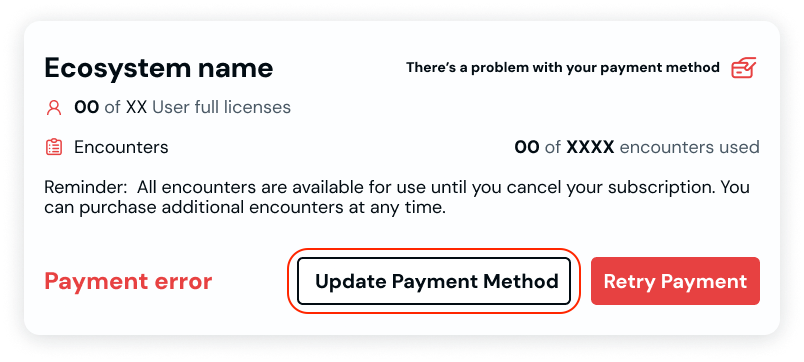 Ecosystem name
There's a problem with your payment method
00 of XX User full licenses
Encounters
00 of XXXX encounters used
Reminder:  All encounters are available for use until you cancel your subscription. You
can purchase additional encounters at any time.
Payment error
Update Payment Method
Retry Payment